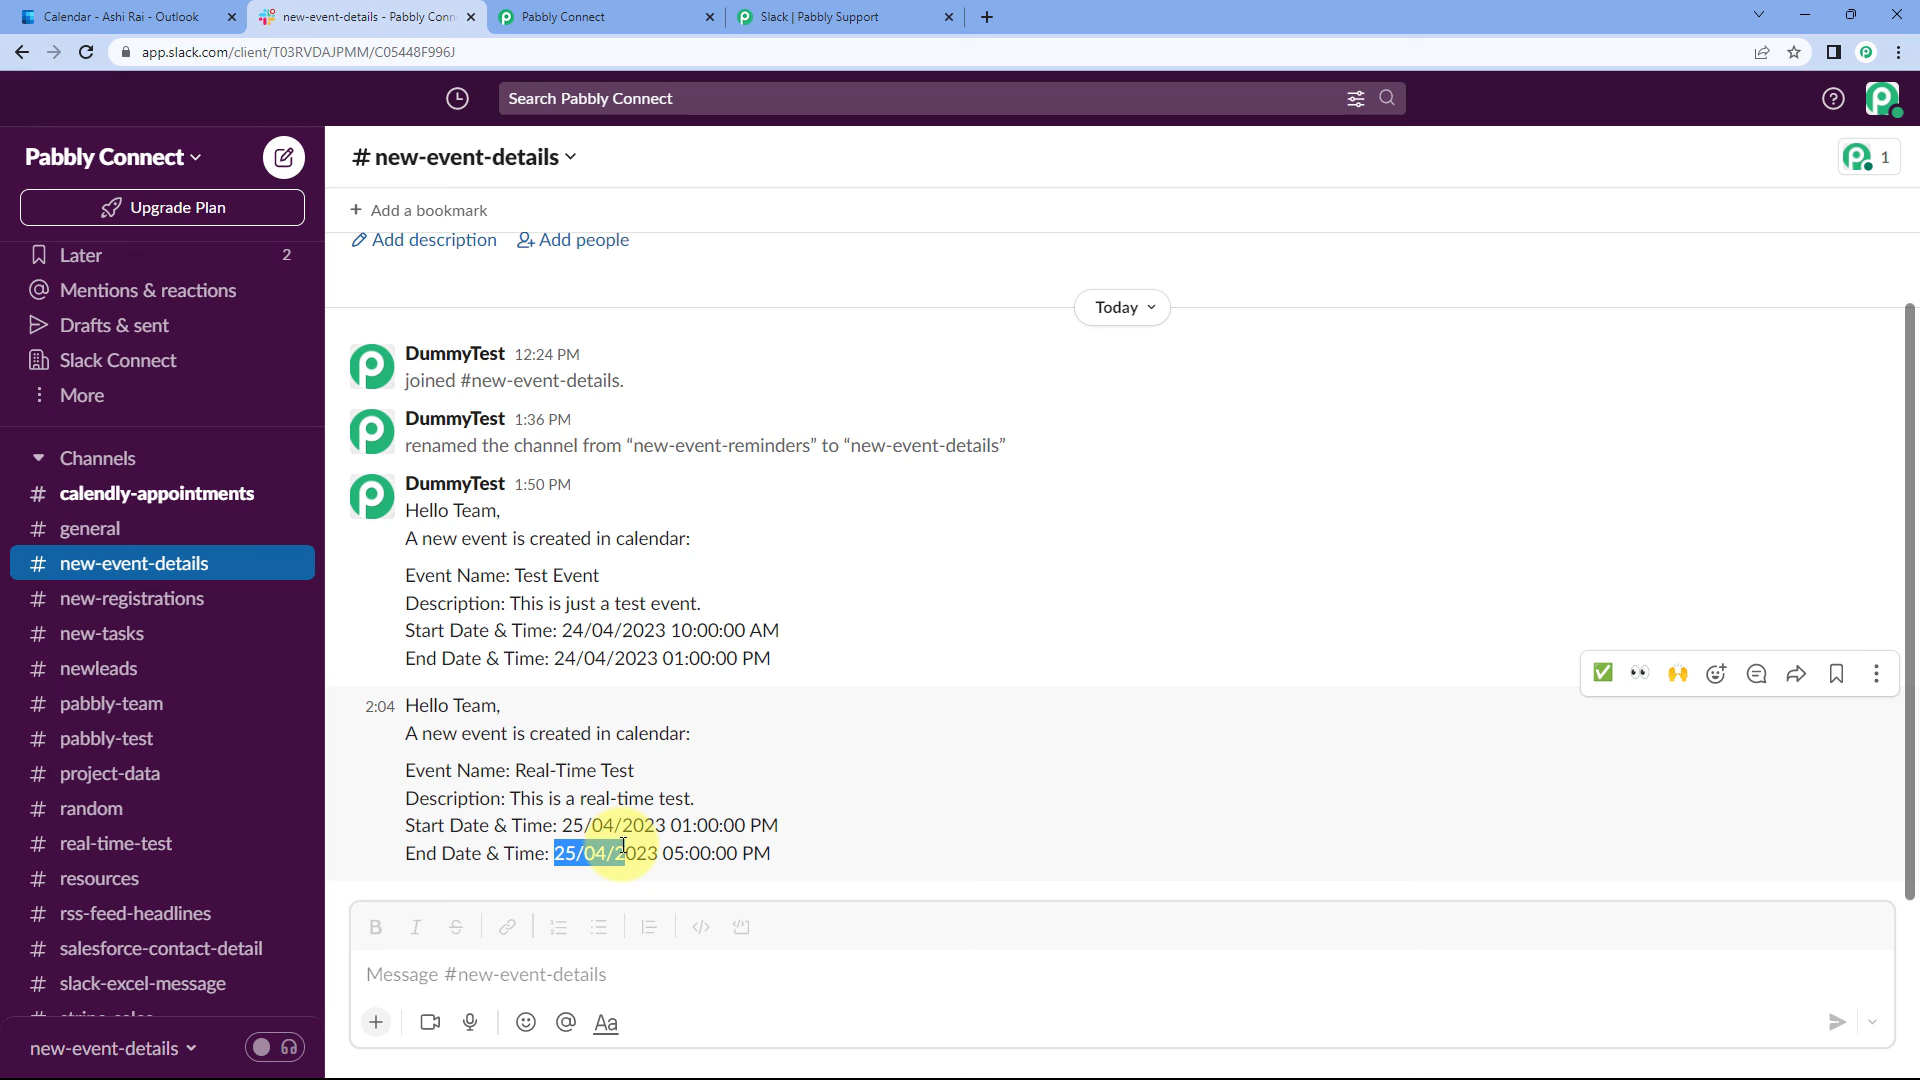 Calendar - Ashi Rai - Outlook
new-event-details - Pabbly Conn
Pabbly Connect
Slack | Pabbly Support
app.slack.com/client/T03RVDAJPMM/C05448F996J
Search Pabbly Connect
Pabbly Connect
Upgrade Plan
Later 2
Mentions & reactions
Drafts & sent
Slack Connect
More
Channels
# calendly-appointments
# general
# new-event-details
# new-registrations
# new-tasks
# newleads
# pabbly-team
# pabbly-test
# project-data
# random
# real-time-test
# resources
# rss-feed-headlines
# salesforce-contact-detail
# slack-excel-message
new-event-details
# new-event-details
1
+ Add a bookmark
Add description Add people
Today
DummyTest 12:24 PM
joined #new-event-details.
DummyTest 1:36 PM
renamed the channel from “new-event-reminders” to “new-event-details”
DummyTest 1:50 PM
Hello Team,
A new event is created in calendar:
Event Name: Test Event
Description: This is just a test event.
Start Date & Time: 24/04/2023 10:00:00 AM
End Date & Time: 24/04/2023 01:00:00 PM
2:04 Hello Team,
A new event is created in calendar:
Event Name: Real-Time Test
Description: This is a real-time test.
Start Date & Time: 25/04/2023 01:00:00 PM
End Date & Time: 25/04/2023 05:00:00 PM
Message #new-event-details
Aa